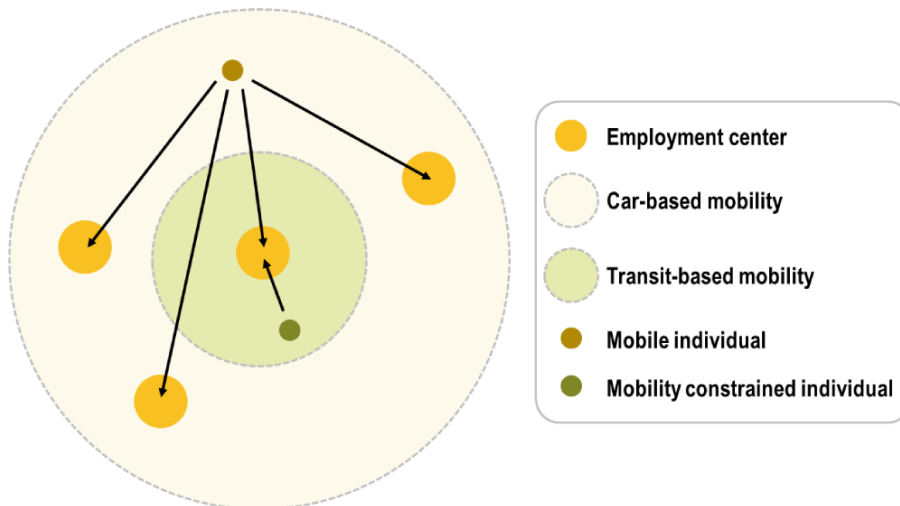 Employment center
Car-based mobility
Transit-based mobility
Mobile individual
Mobility constrained individual